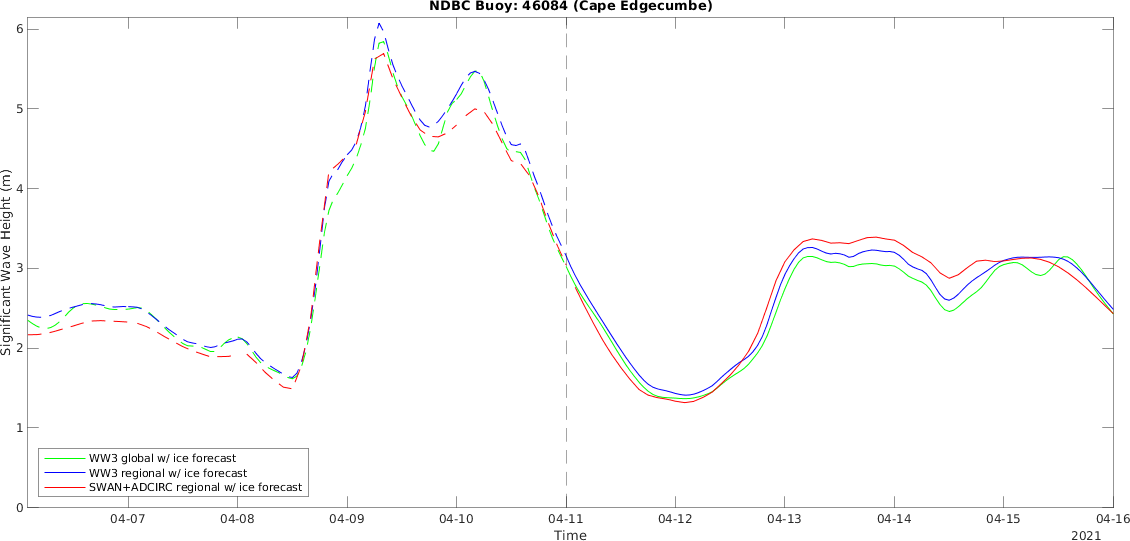 NDBC Buoy: 46084 (Cape Edgecumbe)
Significant Wave Height (m)
6
5
4
3
2
1
0
WW3 global w/ ice forecast
WW3 regional w/ ice forecast
SWAN+ADCIRC regional w/ ice forecast
04-07 04-08 04-09 04-10 04-11 04-12 04-13 04-14 04-15 04-16
Time
2021